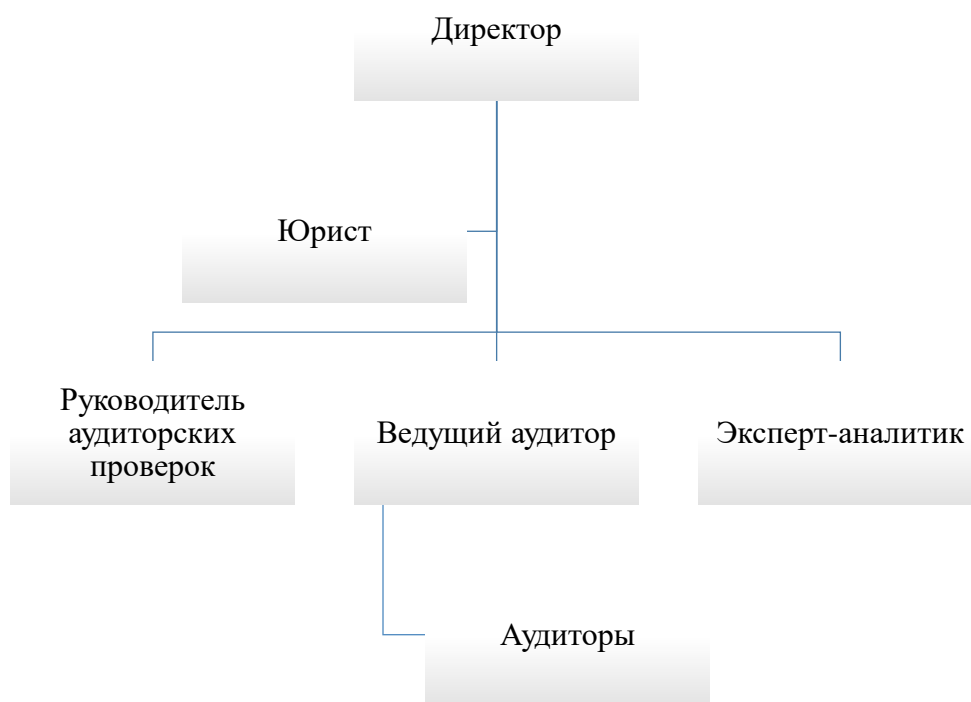 Директор
Юрист
Руководитель
аудиторских
проверок
Ведущий аудитор
Эксперт-аналитик
Аудиторы